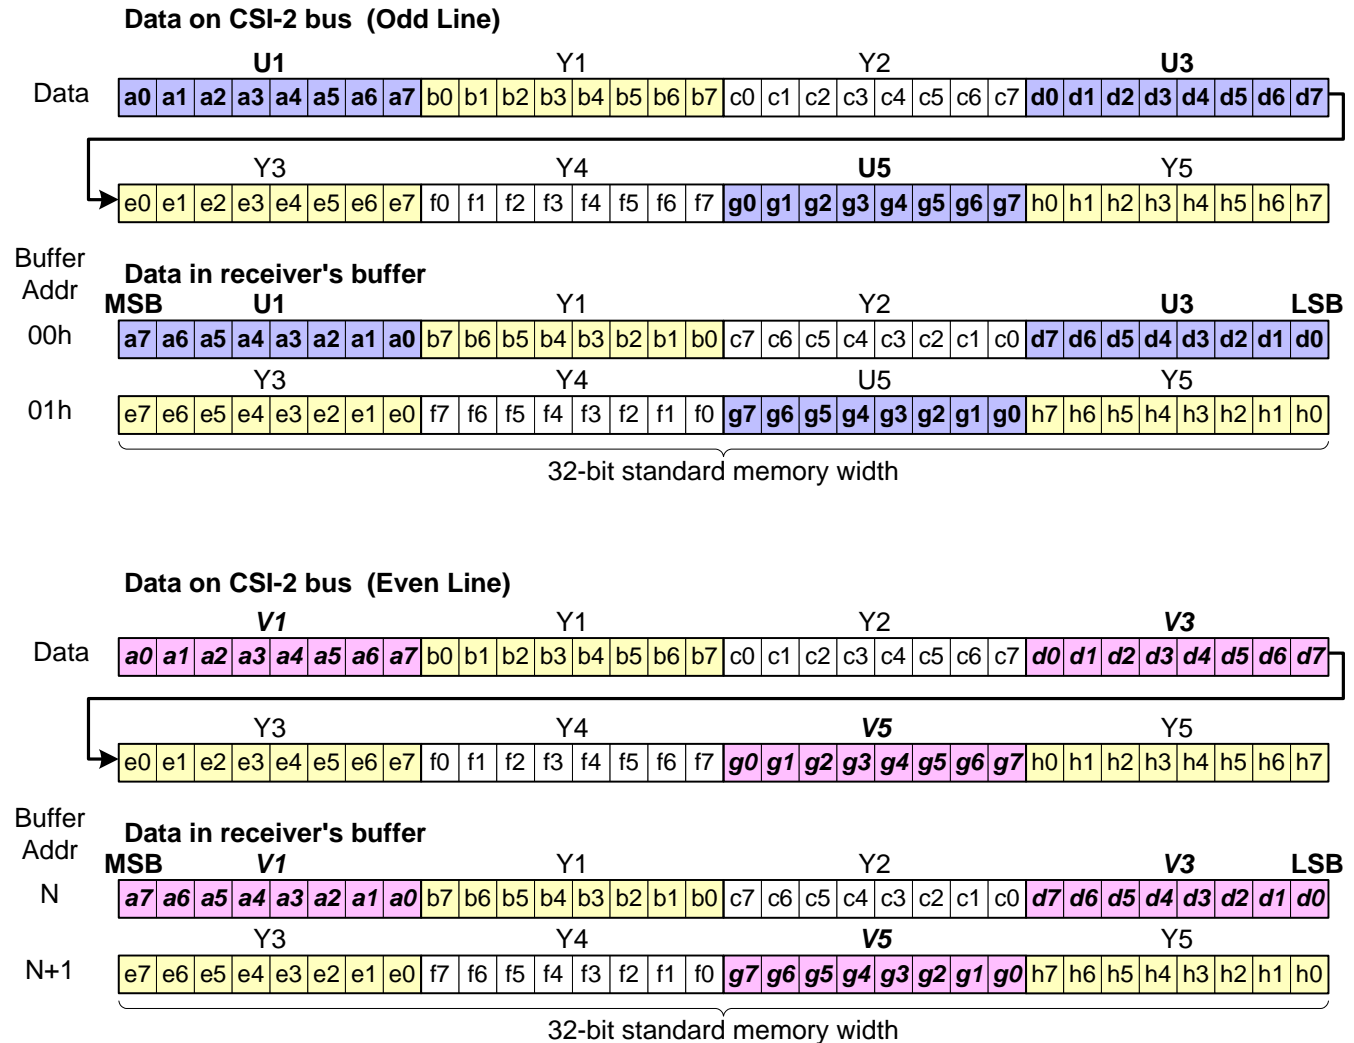 Data on CSI-2 bus (Odd Line)
U1 Y1 Y2 U3
Data a0 a1 a2 a3 a4 a5 a6 a7 b0 b1 b2 b3 b4 b5 b6 b7 c0 c1 c2 c3 c4 c5 c6 c7 d0 d1 d2 d3 d4 d5 d6 d7
Y3 Y4 U5 Y5
e0 e1 e2 e3 e4 e5 e6 e7 f0 f1 f2 f3 f4 f5 f6 f7 g0 g1 g2 g3 g4 g5 g6 g7 h0 h1 h2 h3 h4 h5 h6 h7
Buffer
Addr
Data in receiver's buffer
MSB U1 Y1 Y2 U3 LSB
00h a7 a6 a5 a4 a3 a2 a1 a0 b7 b6 b5 b4 b3 b2 b1 b0 c7 c6 c5 c4 c3 c2 c1 c0 d7 d6 d5 d4 d3 d2 d1 d0
Y3 Y4 U5 Y5
01h e7 e6 e5 e4 e3 e2 e1 e0 f7 f6 f5 f4 f3 f2 f1 f0 g7 g6 g5 g4 g3 g2 g1 g0 h7 h6 h5 h4 h3 h2 h1 h0
32-bit standard memory width
Data on CSI-2 bus (Even Line)
V1 Y1 Y2 V3
Data a0 a1 a2 a3 a4 a5 a6 a7 b0 b1 b2 b3 b4 b5 b6 b7 c0 c1 c2 c3 c4 c5 c6 c7 d0 d1 d2 d3 d4 d5 d6 d7
Y3 Y4 V5 Y5
e0 e1 e2 e3 e4 e5 e6 e7 f0 f1 f2 f3 f4 f5 f6 f7 g0 g1 g2 g3 g4 g5 g6 g7 h0 h1 h2 h3 h4 h5 h6 h7
Buffer
Addr
Data in receiver's buffer
MSB V1 Y1 Y2 V3 LSB
N a7 a6 a5 a4 a3 a2 a1 a0 b7 b6 b5 b4 b3 b2 b1 b0 c7 c6 c5 c4 c3 c2 c1 c0 d7 d6 d5 d4 d3 d2 d1 d0
Y3 Y4 V5 Y5
N+1 e7 e6 e5 e4 e3 e2 e1 e0 f7 f6 f5 f4 f3 f2 f1 f0 g7 g6 g5 g4 g3 g2 g1 g0 h7 h6 h5 h4 h3 h2 h1 h0
32-bit standard memory width